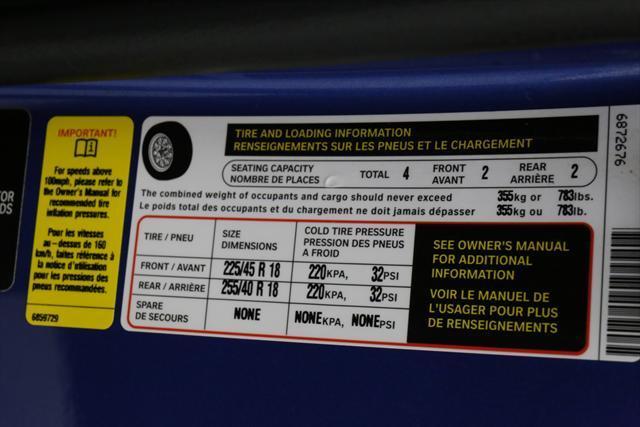 IMPORTANT!
For speeds above
100mph, please refer to
the Owner's Manual for
recommended tire
inflation pressures.
Pour les vitesses
au-dessus de 160
km/h, faites référence à
la notice d'utilisation
pour les pressions des
pneus recommandées.
6859729
TIRE AND LOADING INFORMATION
RENSEIGNEMENTS SUR LES PNEUS ET LE CHARGEMENT
SEATING CAPACITY
NOMBRE DE PLACES
TOTAL 4
FRONT
AVANT 2
REAR
ARRIÈRE 2
The combined weight of occupants and cargo should never exceed 355kg or 783lbs.
Le poids total des occupants et du chargement ne doit jamais dépasser 355kg ou 783lb.
TIRE / PNEU
SIZE
DIMENSIONS
COLD TIRE PRESSURE
PRESSION DES PNEUS
A FROID
FRONT / AVANT 225/45 R 18 220KPA, 32PSI
REAR / ARRIÈRE 255/40 R 18 220KPA, 32PSI
SPARE
DE SECOURS NONE NONEKPA, NONEPSI
SEE OWNER'S MANUAL
FOR ADDITIONAL
INFORMATION
VOIR LE MANUEL DE
L'USAGER POUR PLUS
DE RENSEIGNEMENTS
6872676